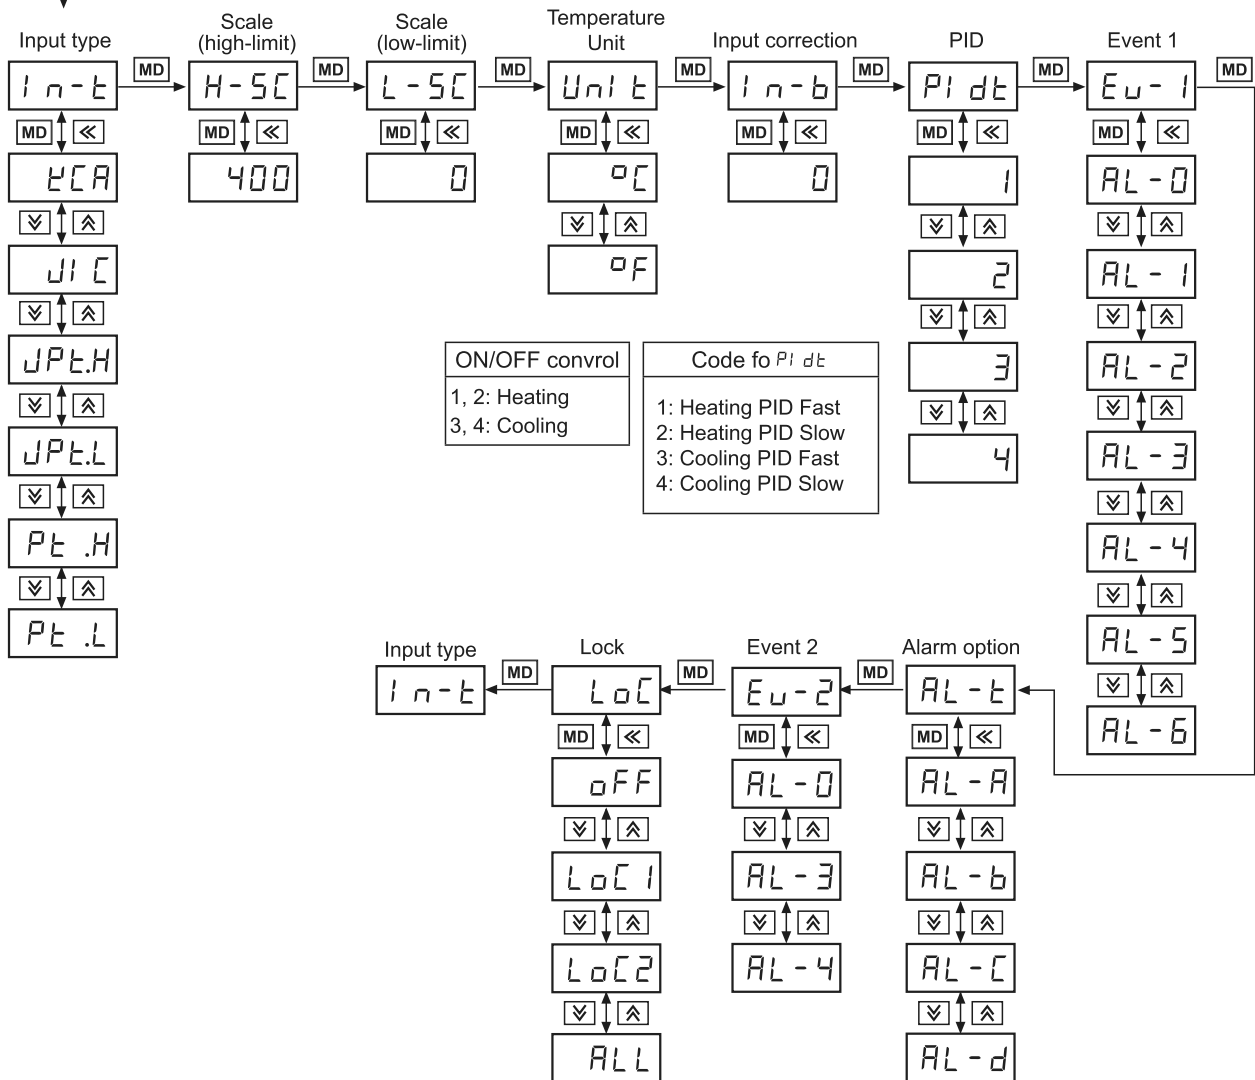 Input type
Scale
(high-limit)
Scale
(low-limit)
Temperature
Unit
Input correction
PID
Event 1
In-t MD H-SC MD L-SC MD UnIt MD In-b MD PIdt MD Ev-1 MD
MD MD MD MD MD MD MD
KCA 400 0 °C 0 1 AL-0
JIC °F 2 AL-1
JPt.H 3 AL-2
ON/OFF convrol
1, 2: Heating
3, 4: Cooling
Code fo PIdt
1: Heating PID Fast
2: Heating PID Slow
3: Cooling PID Fast
4: Cooling PID Slow
JPt.L 4 AL-3
Pt .H AL-4
Pt .L AL-5
AL-6
Input type Lock Event 2 Alarm option
In-t MD LoC MD Ev-2 MD AL-t
MD MD MD
oFF AL-0 AL-A
LoC1 AL-3 AL-b
LoC2 AL-4 AL-C
ALL AL-d